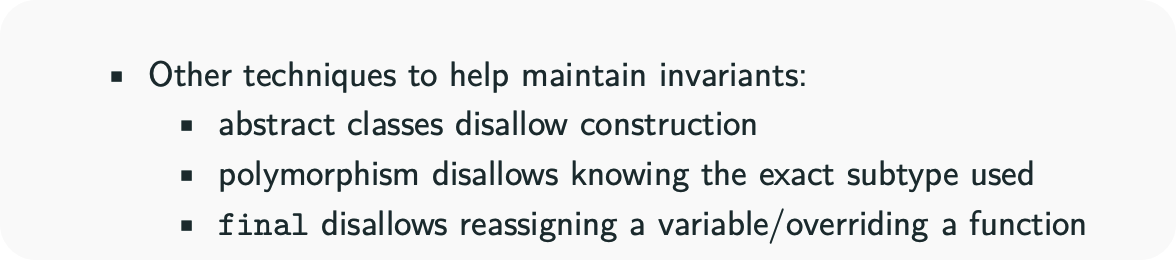 ▪ Other techniques to help maintain invariants:
▪ abstract classes disallow construction
▪ polymorphism disallows knowing the exact subtype used
▪ final disallows reassigning a variable/overriding a function